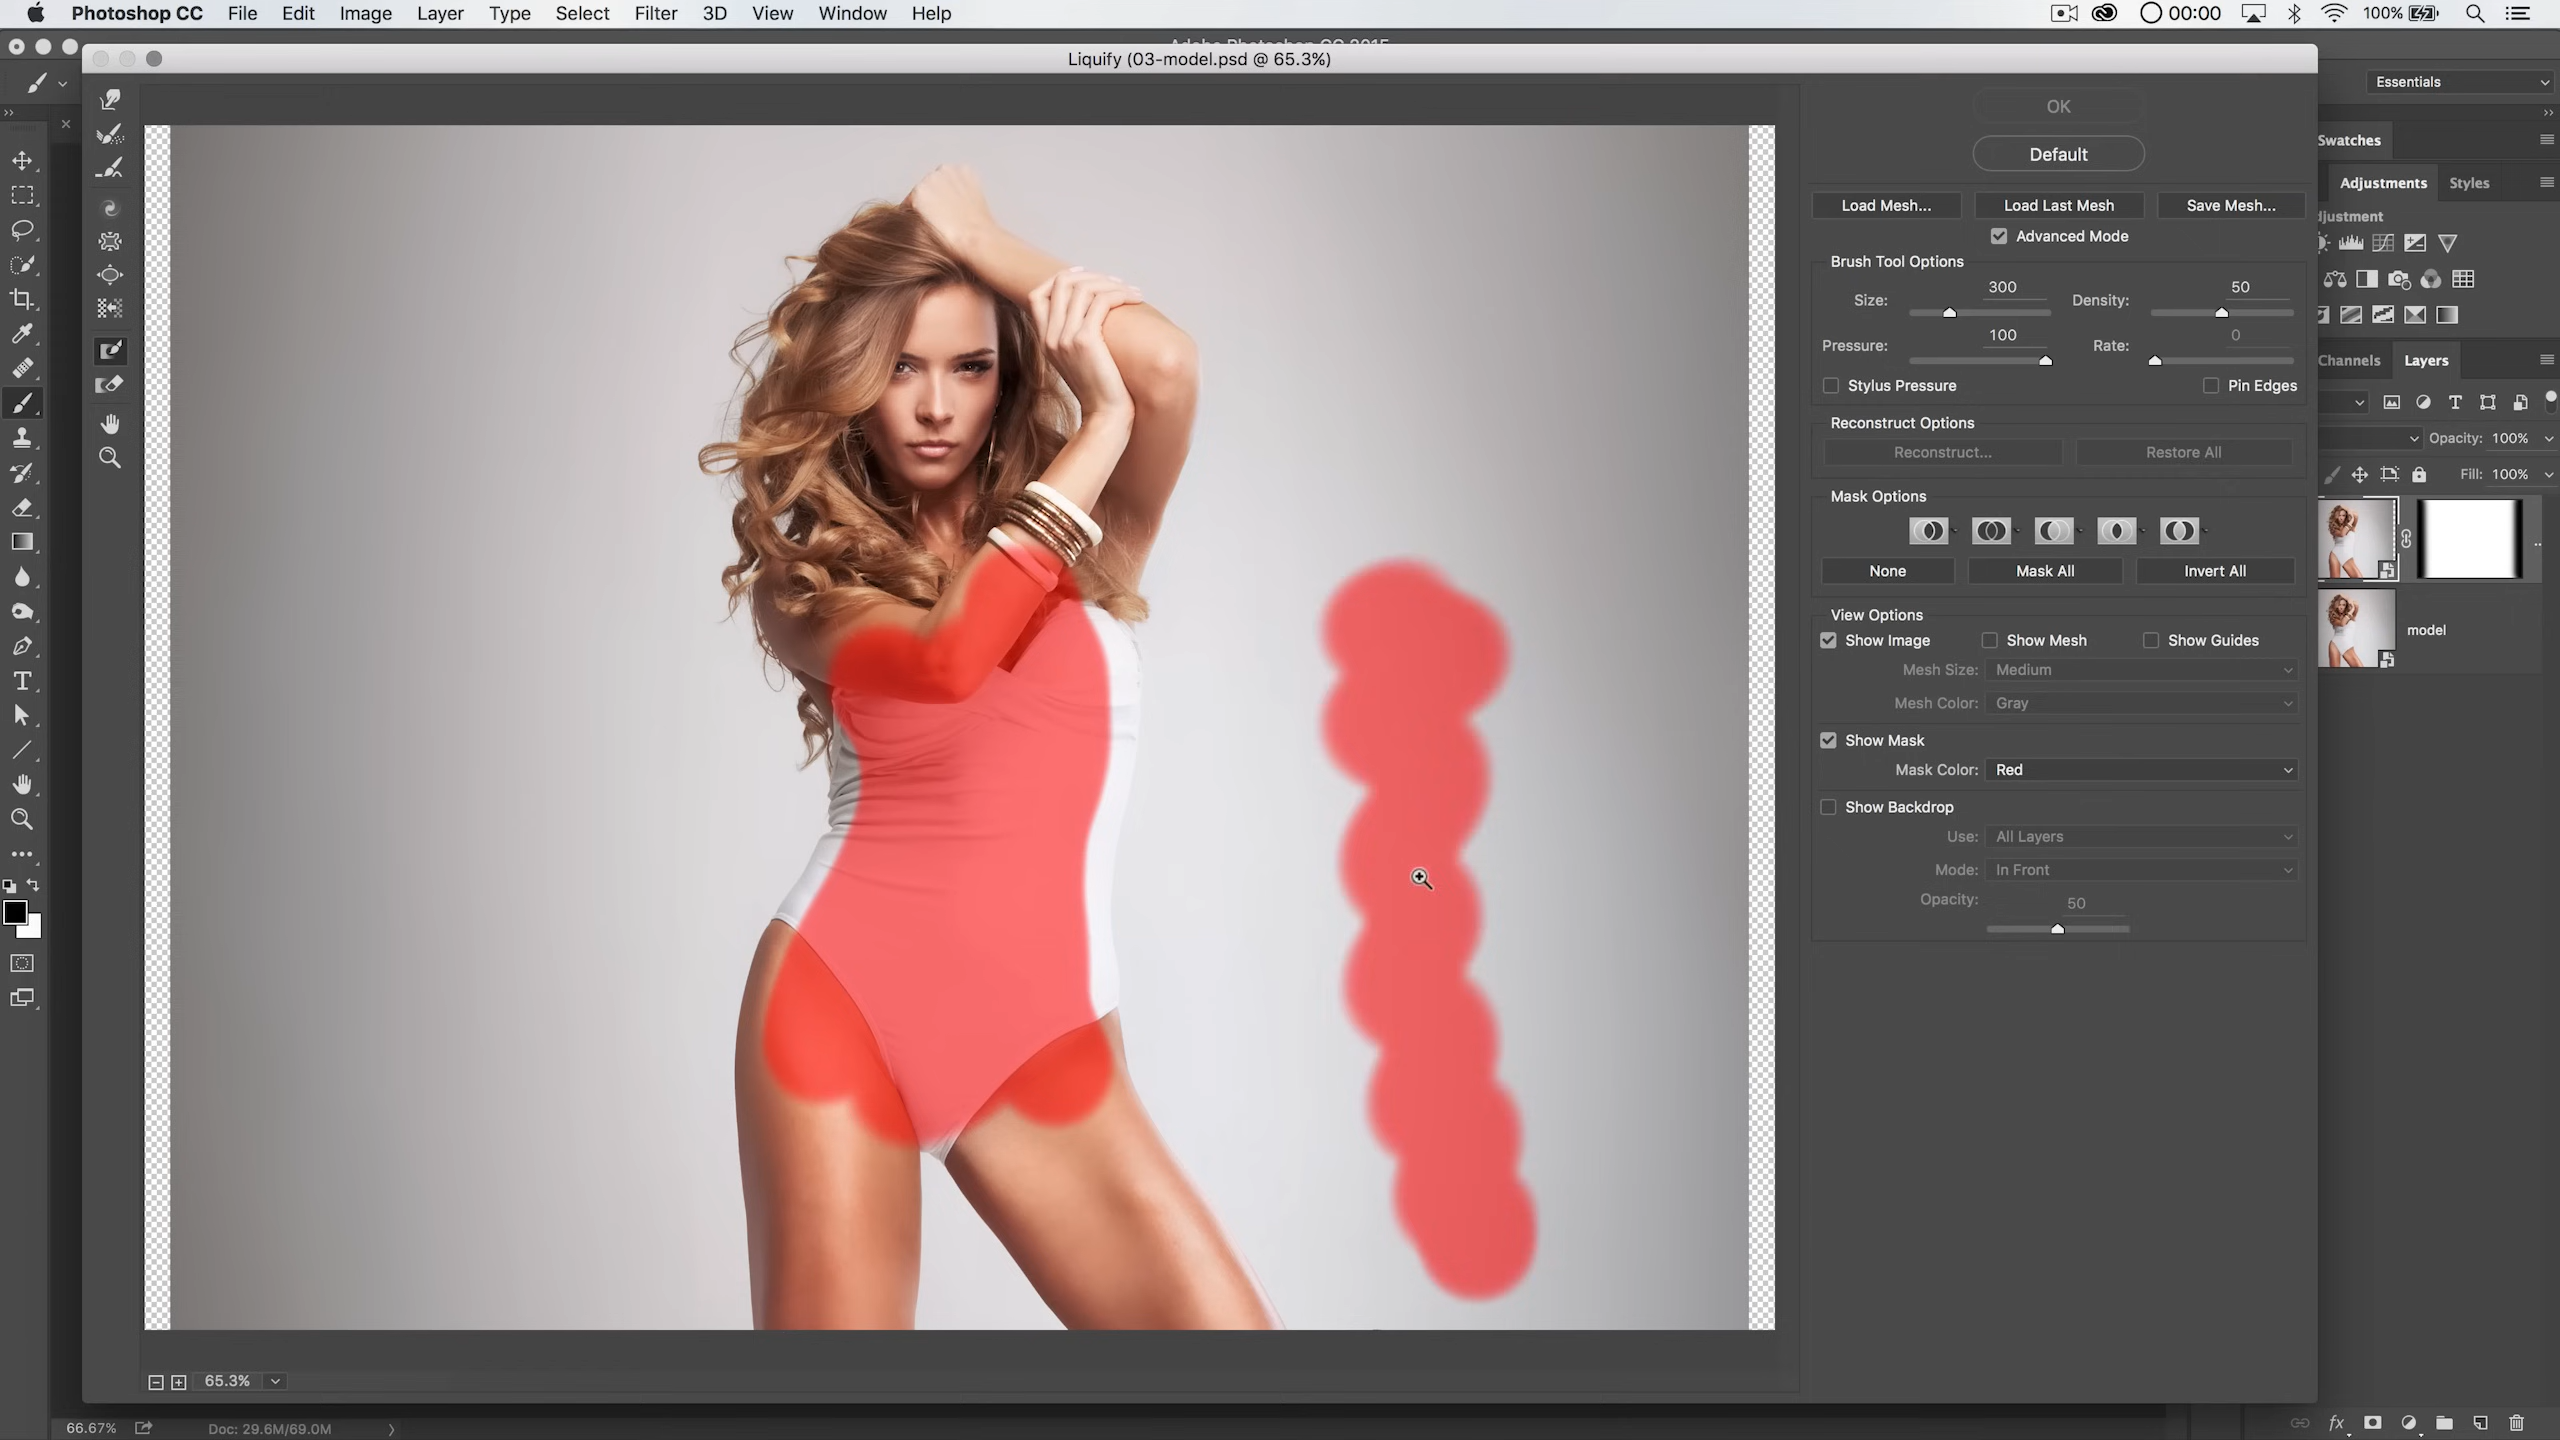 Photoshop CC File Edit Image Layer Type Select Filter 3D View Window Help 00:00 100%
Adobe Photoshop CC 2015
Liquify (03-model.psd @ 65.3%)
Essentials
OK
Default
Swatches
Load Mesh... Load Last Mesh Save Mesh...
Adjustments Styles
Advanced Mode
Brush Tool Options
Size: 300 Density: 50
Pressure: 100 Rate: 0
Stylus Pressure Pin Edges
Channels Layers
Reconstruct Options
Reconstruct... Restore All
Opacity: 100%
Fill: 100%
Mask Options
None Mask All Invert All
View Options
Show Image Show Mesh Show Guides
model
Mesh Size: Medium
Mesh Color: Gray
Show Mask
Mask Color: Red
Show Backdrop
Use: All Layers
Mode: In Front
Opacity: 50
65.3%
66.67% Doc: 29.6M/69.0M
fx